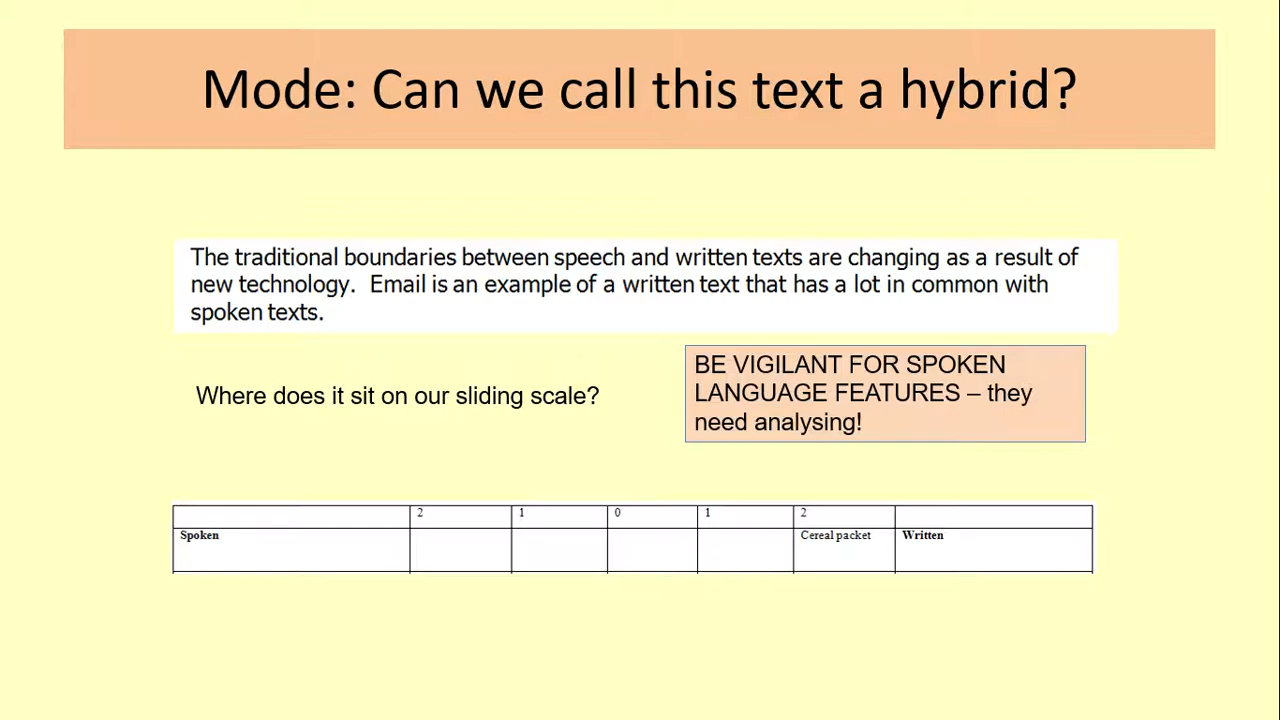 Mode: Can we call this text a hybrid?
The traditional boundaries between speech and written texts are changing as a result of
new technology.  Email is an example of a written text that has a lot in common with
spoken texts.
Where does it sit on our sliding scale?
BE VIGILANT FOR SPOKEN
LANGUAGE FEATURES – they
need analysing!
2 1 0 1 2
Spoken Cereal packet Written